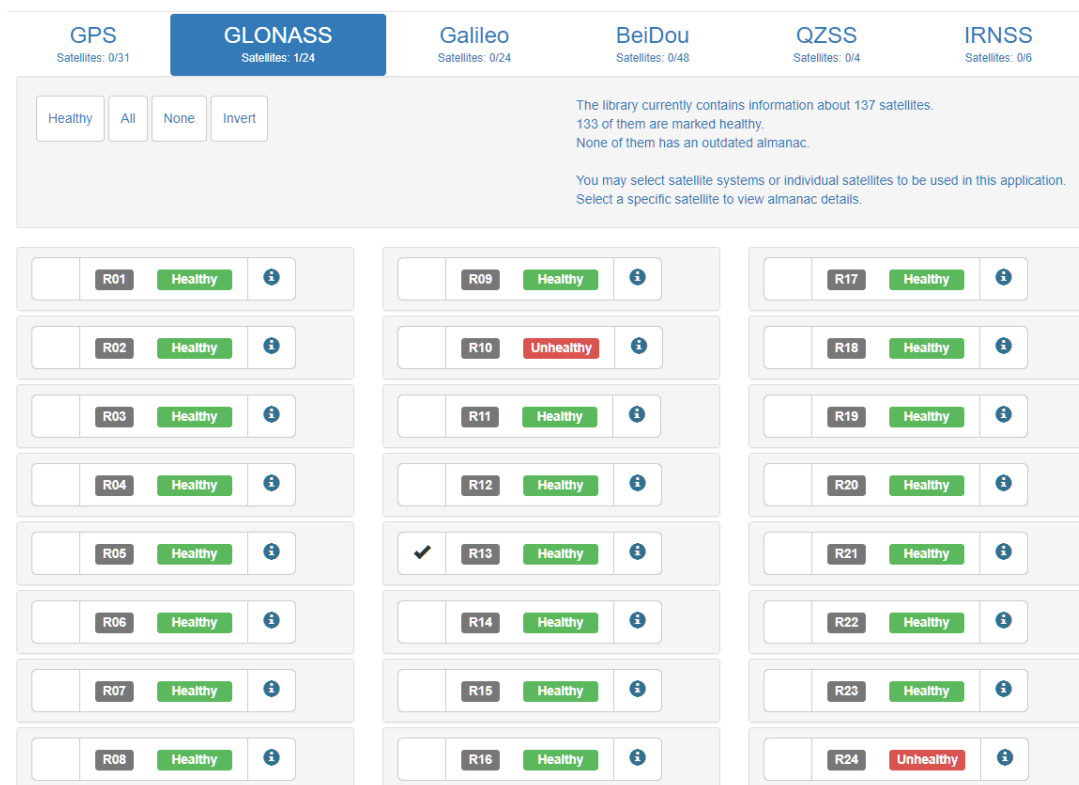 GPS
Satellites: 0/31
GLONASS
Satellites: 1/24
Galileo
Satellites: 0/24
BeiDou
Satellites: 0/48
QZSS
Satellites: 0/4
IRNSS
Satellites: 0/6
Healthy All None Invert
The library currently contains information about 137 satellites.
133 of them are marked healthy.
None of them has an outdated almanac.
You may select satellite systems or individual satellites to be used in this application.
Select a specific satellite to view almanac details.
R01 Healthy R09 Healthy R17 Healthy
R02 Healthy R10 Unhealthy R18 Healthy
R03 Healthy R11 Healthy R19 Healthy
R04 Healthy R12 Healthy R20 Healthy
R05 Healthy R13 Healthy R21 Healthy
R06 Healthy R14 Healthy R22 Healthy
R07 Healthy R15 Healthy R23 Healthy
R08 Healthy R16 Healthy R24 Unhealthy